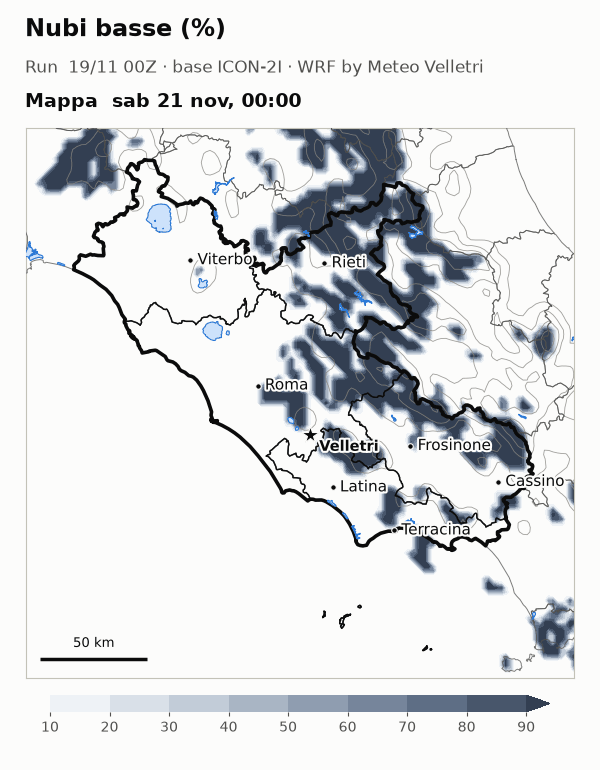 Nubi basse (%)
Run  19/11 00Z · base ICON-2I · WRF by Meteo Velletri
Mappa  sab 21 nov, 00:00
Viterbo
Rieti
Roma
Velletri
Frosinone
Latina
Cassino
Terracina
50 km
10 20 30 40 50 60 70 80 90